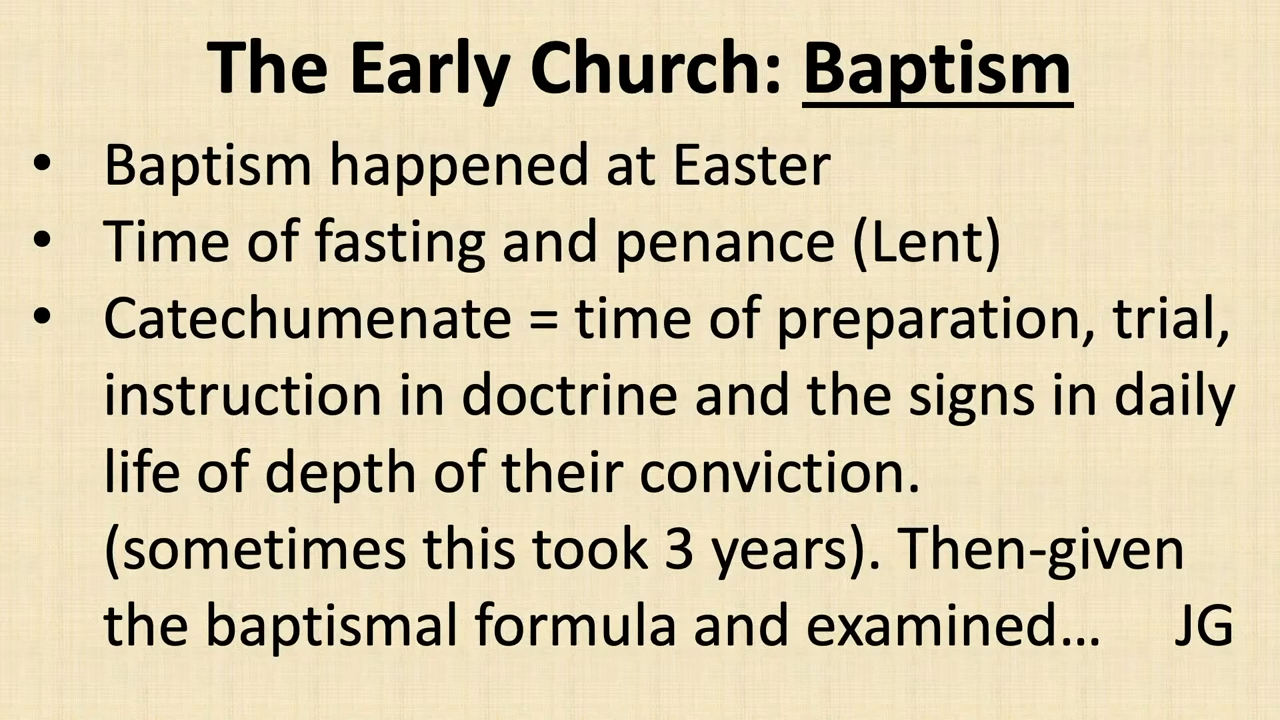 The Early Church: Baptism
• Baptism happened at Easter
• Time of fasting and penance (Lent)
• Catechumenate = time of preparation, trial,
instruction in doctrine and the signs in daily
life of depth of their conviction.
(sometimes this took 3 years). Then-given
the baptismal formula and examined… JG